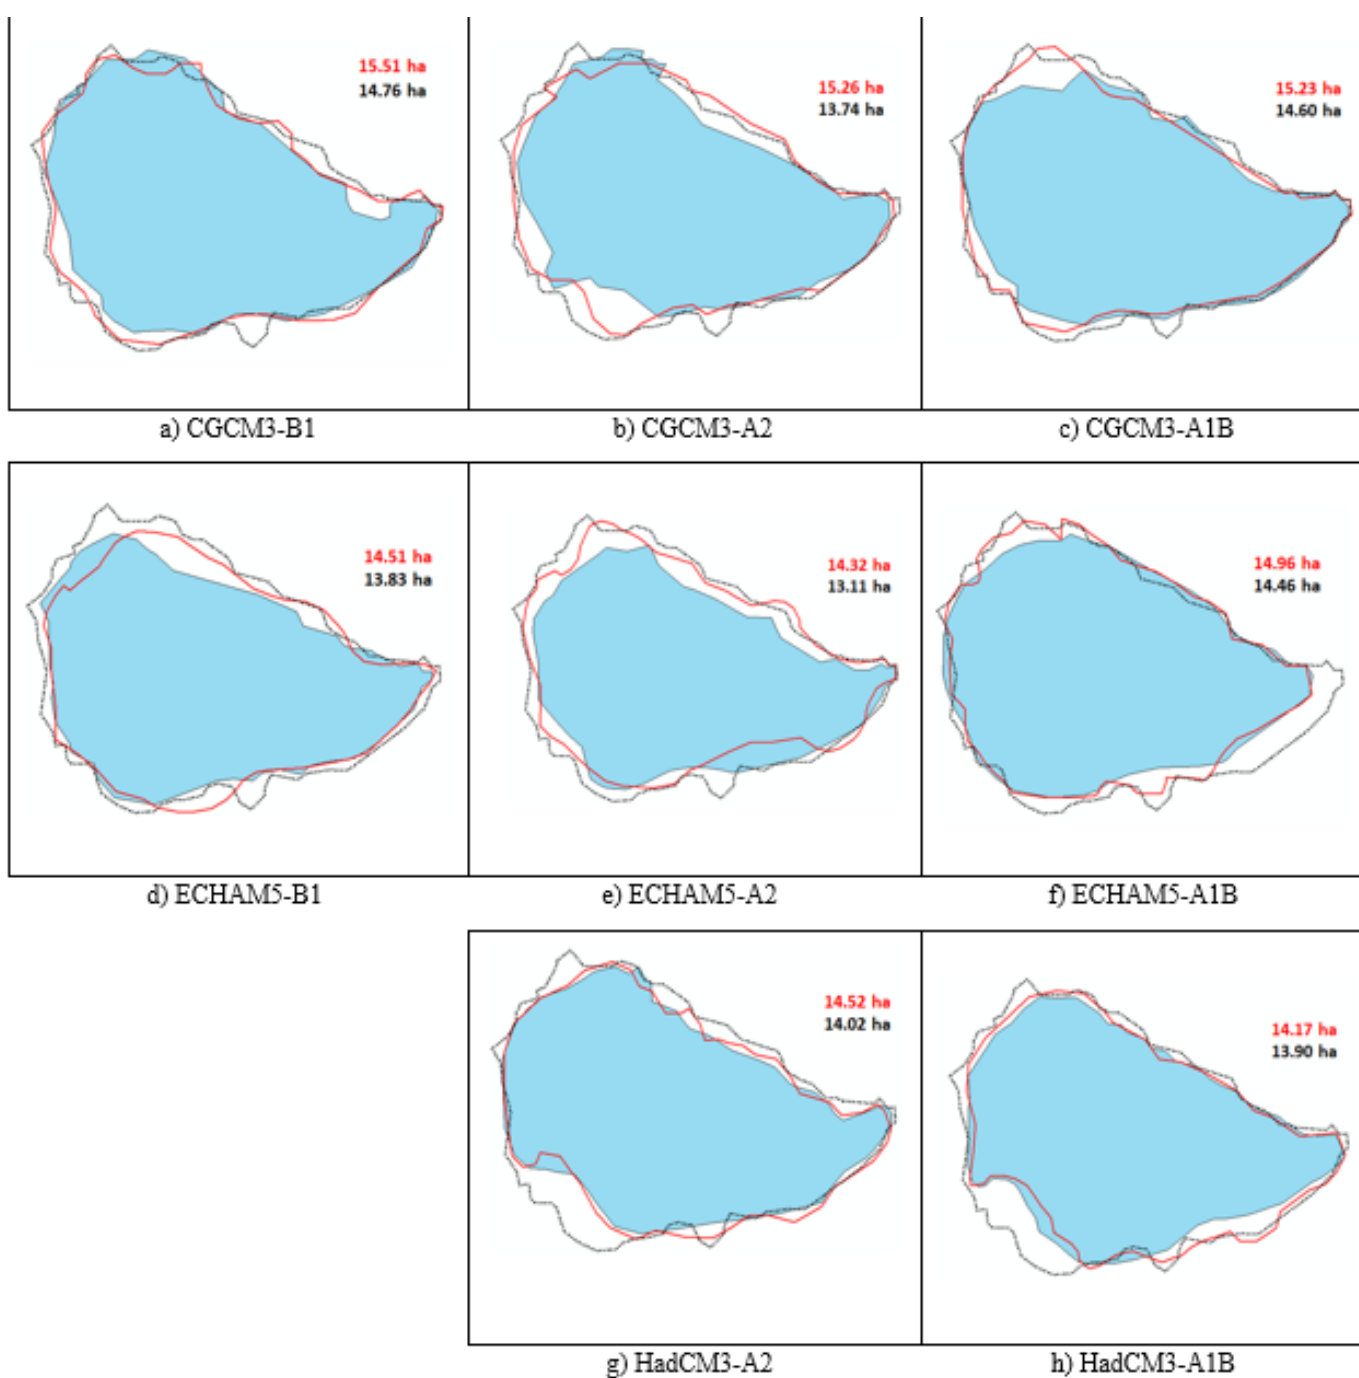 15.51 ha
14.76 ha
15.26 ha
13.74 ha
15.23 ha
14.60 ha
a) CGCM3-B1
b) CGCM3-A2
c) CGCM3-A1B
14.51 ha
13.83 ha
14.32 ha
13.11 ha
14.96 ha
14.46 ha
d) ECHAM5-B1
e) ECHAM5-A2
f) ECHAM5-A1B
14.52 ha
14.02 ha
14.17 ha
13.90 ha
g) HadCM3-A2
h) HadCM3-A1B